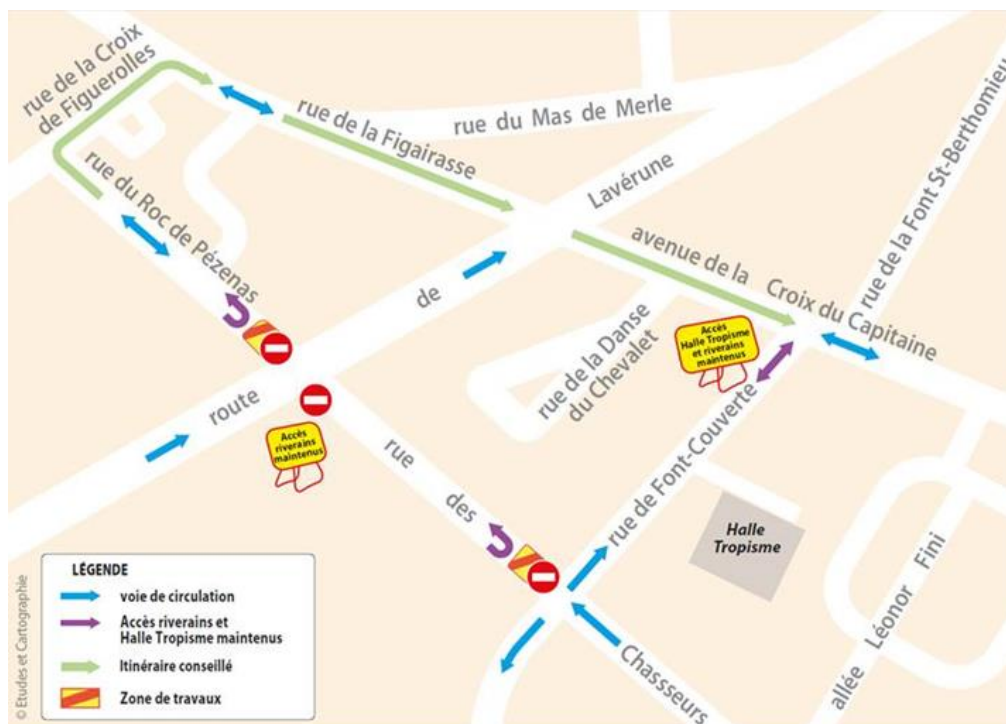 rue de la Croix
de Figuerolles
rue de la Figairasse
rue du Mas de Merle
rue du Roc de Pézenas
route de Lavérune
avenue de la Croix du Capitaine
rue de la Font St-Berthomieu
rue de la Danse
du Chevalet
Accès
Halle Tropisme
et riverains
maintenus
Accès
riverains
maintenus
rue des Chassseurs
rue de Font-Couverte
Halle
Tropisme
allée Léonor Fini
LÉGENDE
voie de circulation
Accès riverains et
Halle Tropisme maintenus
Itinéraire conseillé
Zone de travaux
© Etudes et Cartographie